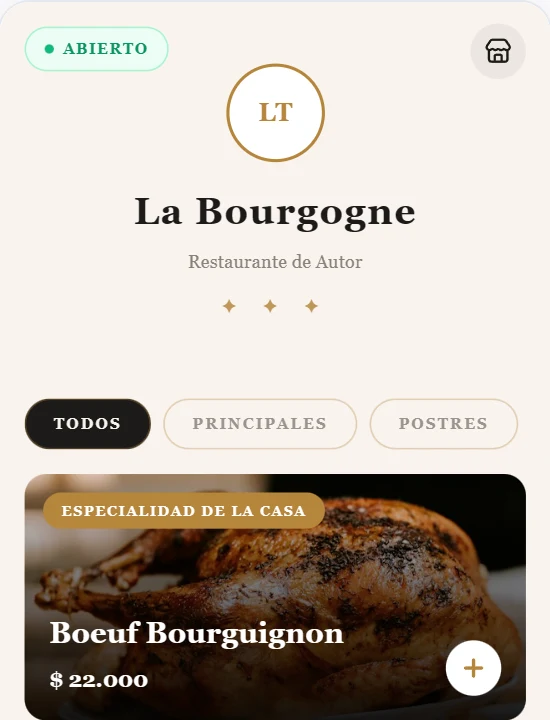 ABIERTO
LT
La Bourgogne
Restaurante de Autor
TODOS
PRINCIPALES
POSTRES
ESPECIALIDAD DE LA CASA
Boeuf Bourguignon
$ 22.000